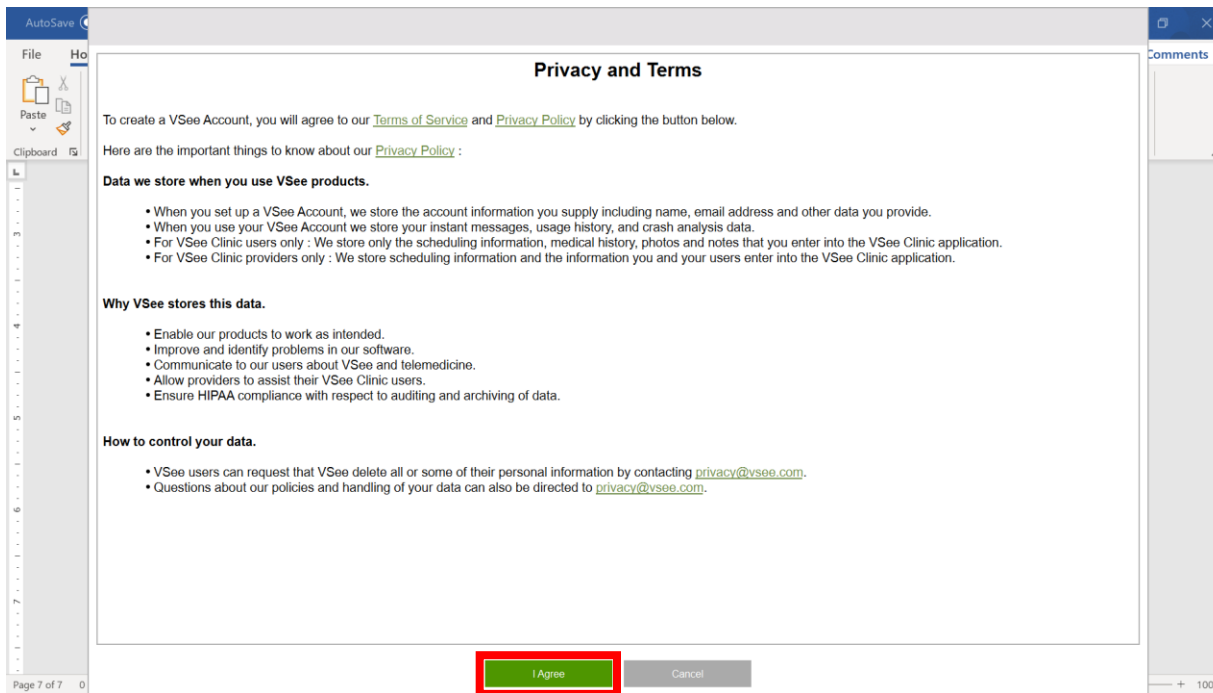 AutoSave
File Ho
Comments
Paste
Clipboard
L
Privacy and Terms
To create a VSee Account, you will agree to our Terms of Service and Privacy Policy by clicking the button below.
Here are the important things to know about our Privacy Policy :
Data we store when you use VSee products.
• When you set up a VSee Account, we store the account information you supply including name, email address and other data you provide.
• When you use your VSee Account we store your instant messages, usage history, and crash analysis data.
• For VSee Clinic users only : We store only the scheduling information, medical history, photos and notes that you enter into the VSee Clinic application.
• For VSee Clinic providers only : We store scheduling information and the information you and your users enter into the VSee Clinic application.
Why VSee stores this data.
• Enable our products to work as intended.
• Improve and identify problems in our software.
• Communicate to our users about VSee and telemedicine.
• Allow providers to assist their VSee Clinic users.
• Ensure HIPAA compliance with respect to auditing and archiving of data.
How to control your data.
• VSee users can request that VSee delete all or some of their personal information by contacting privacy@vsee.com.
• Questions about our policies and handling of your data can also be directed to privacy@vsee.com.
3
4
5
6
7
I Agree
Cancel
Page 7 of 7 0
100